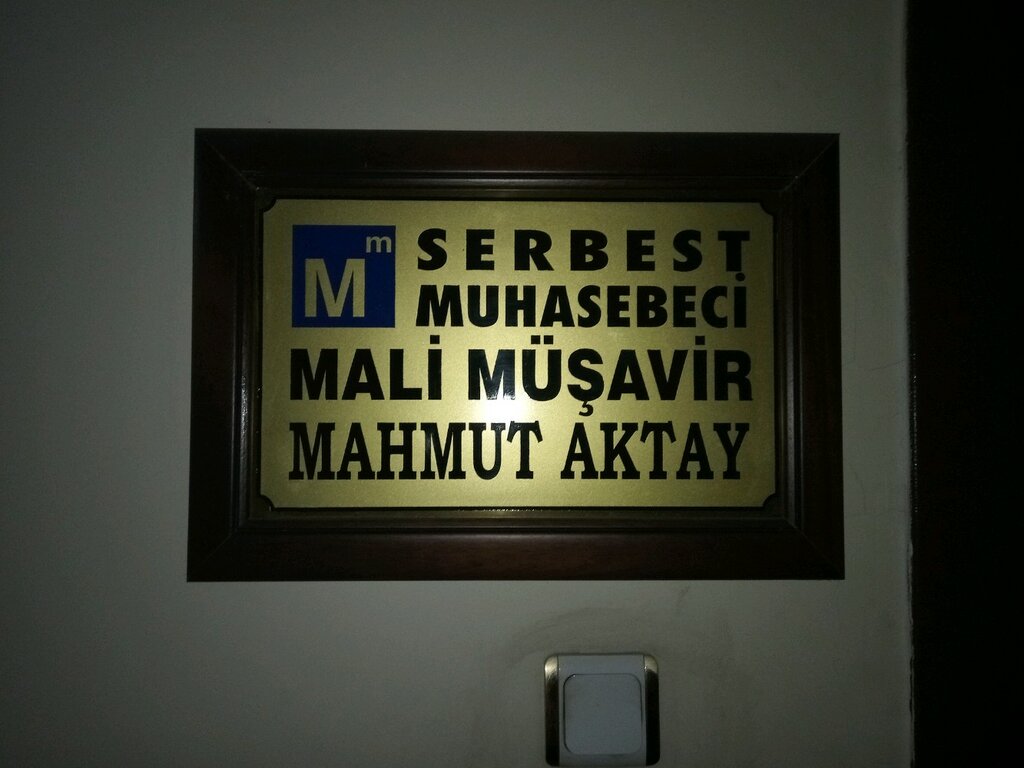 Mm
SERBEST
MUHASEBECİ
MALİ MÜŞAVİR
MAHMUT AKTAY